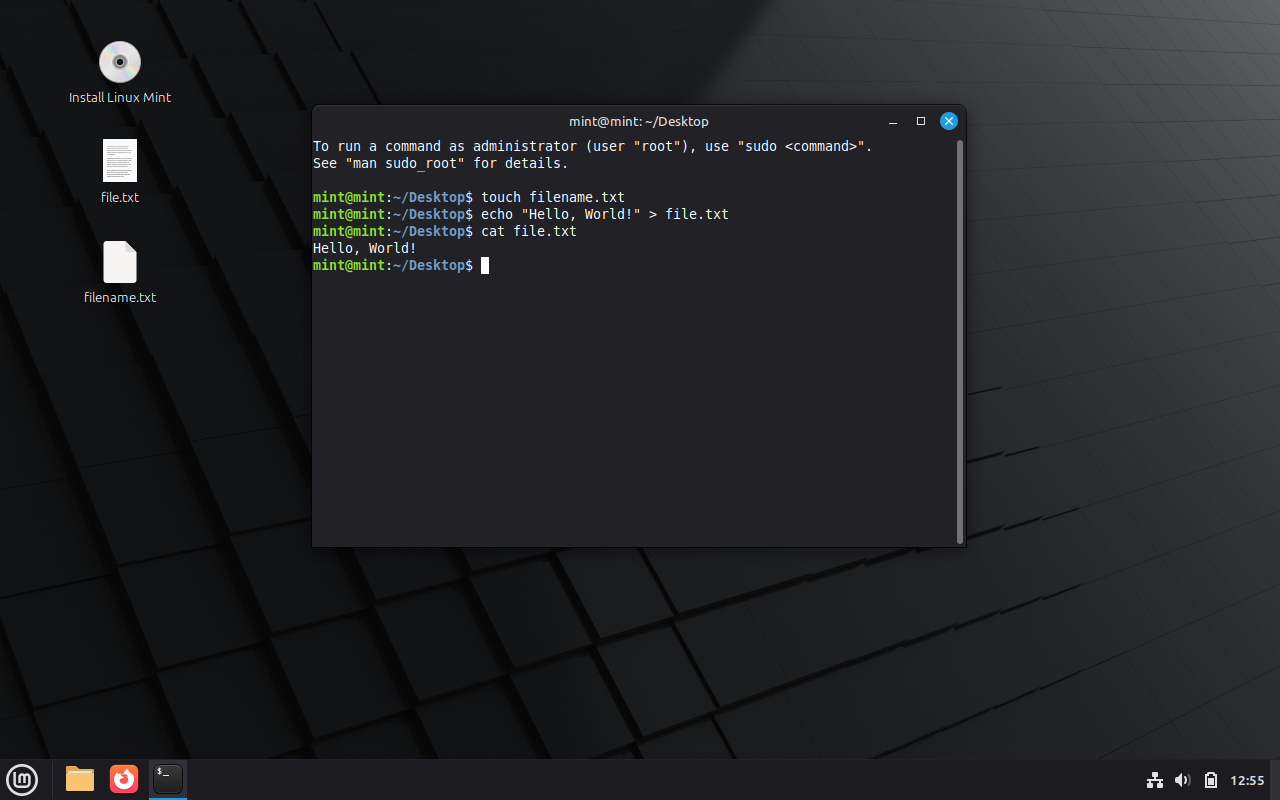 Install Linux Mint
file.txt
filename.txt
mint@mint: ~/Desktop
To run a command as administrator (user "root"), use "sudo <command>".
See "man sudo_root" for details.
mint@mint:~/Desktop$ touch filename.txt
mint@mint:~/Desktop$ echo "Hello, World!" > file.txt
mint@mint:~/Desktop$ cat file.txt
Hello, World!
mint@mint:~/Desktop$
$_
12:55